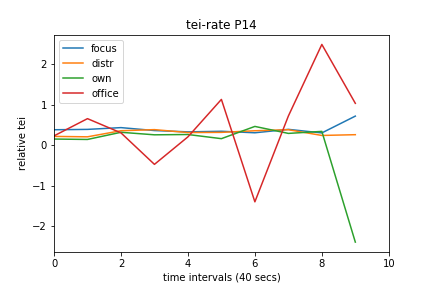 tei-rate P14
focus
distr
own
office
relative tei
2
1
0
−1
−2
0 2 4 6 8 10
time intervals (40 secs)